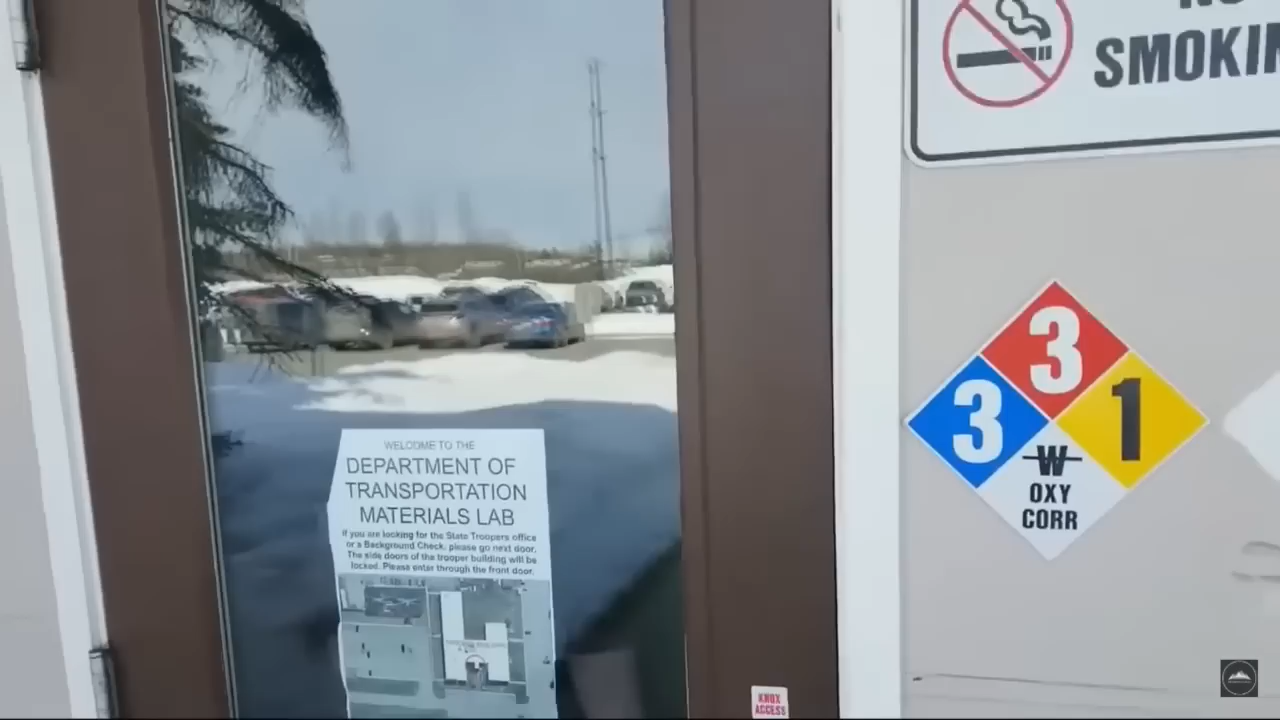 SMOKIN
3
3
1
W
OXY
CORR
WELCOME TO THE
DEPARTMENT OF
TRANSPORTATION
MATERIALS LAB
If you are looking for the State Troopers office
or a Background Check, please go next door.
The side doors of the trooper building will be
locked. Please enter through the front door.
KNOX
ACCESS